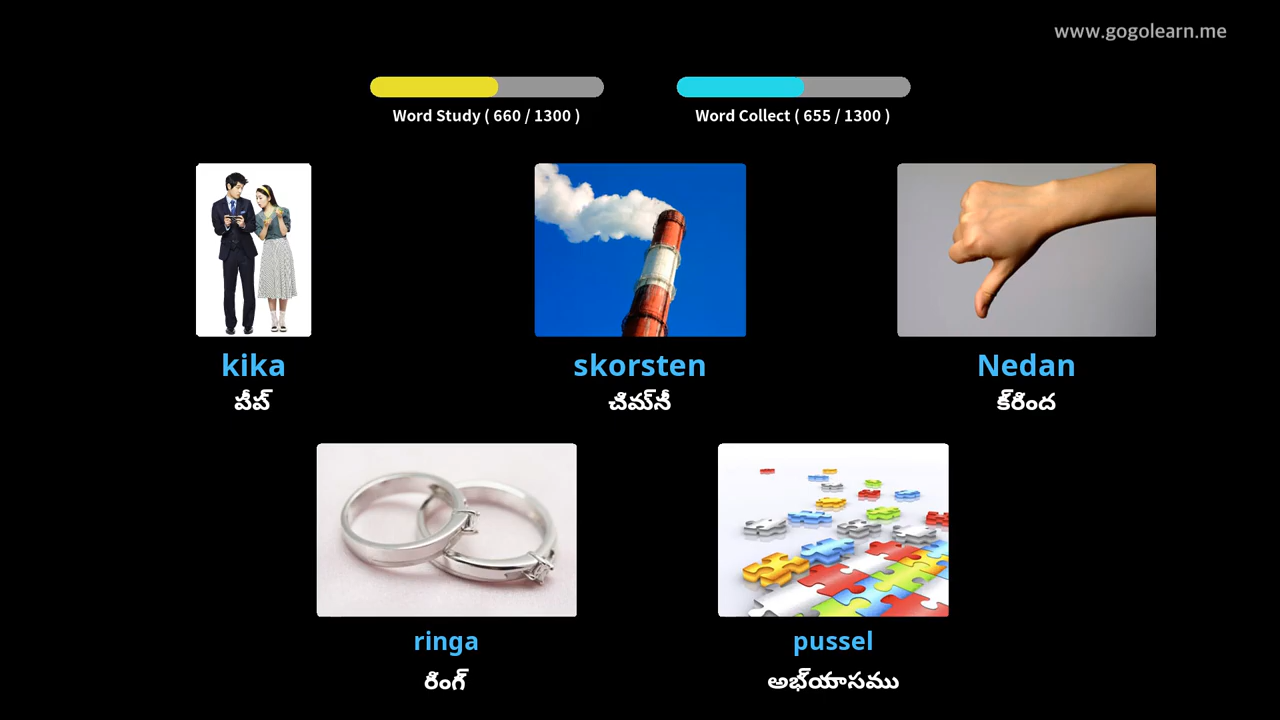 www.gogolearn.me
Word Study ( 660 / 1300 )
Word Collect ( 655 / 1300 )
kika
skorsten
Nedan
పీప్
చిమ్‌నీ
క్‌రింద
ringa
pussel
రింగ్
అభ్‌యాసము